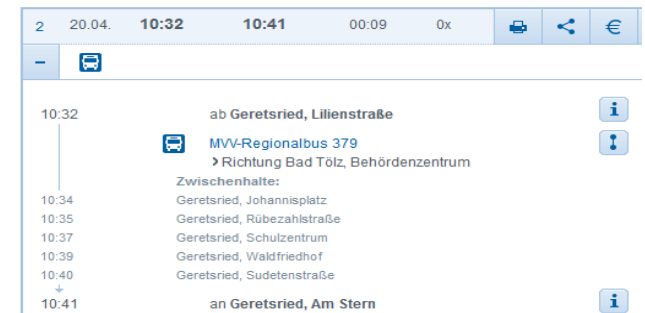 2 20.04. 10:32 10:41 00:09 0x €
10:32 ab Geretsried, Lilienstraße
MVV-Regionalbus 379
Richtung Bad Tölz, Behördenzentrum
Zwischenhalte:
10:34 Geretsried, Johannisplatz
10:35 Geretsried, Rübezahlstraße
10:37 Geretsried, Schulzentrum
10:39 Geretsried, Waldfriedhof
10:40 Geretsried, Sudetenstraße
10:41 an Geretsried, Am Stern